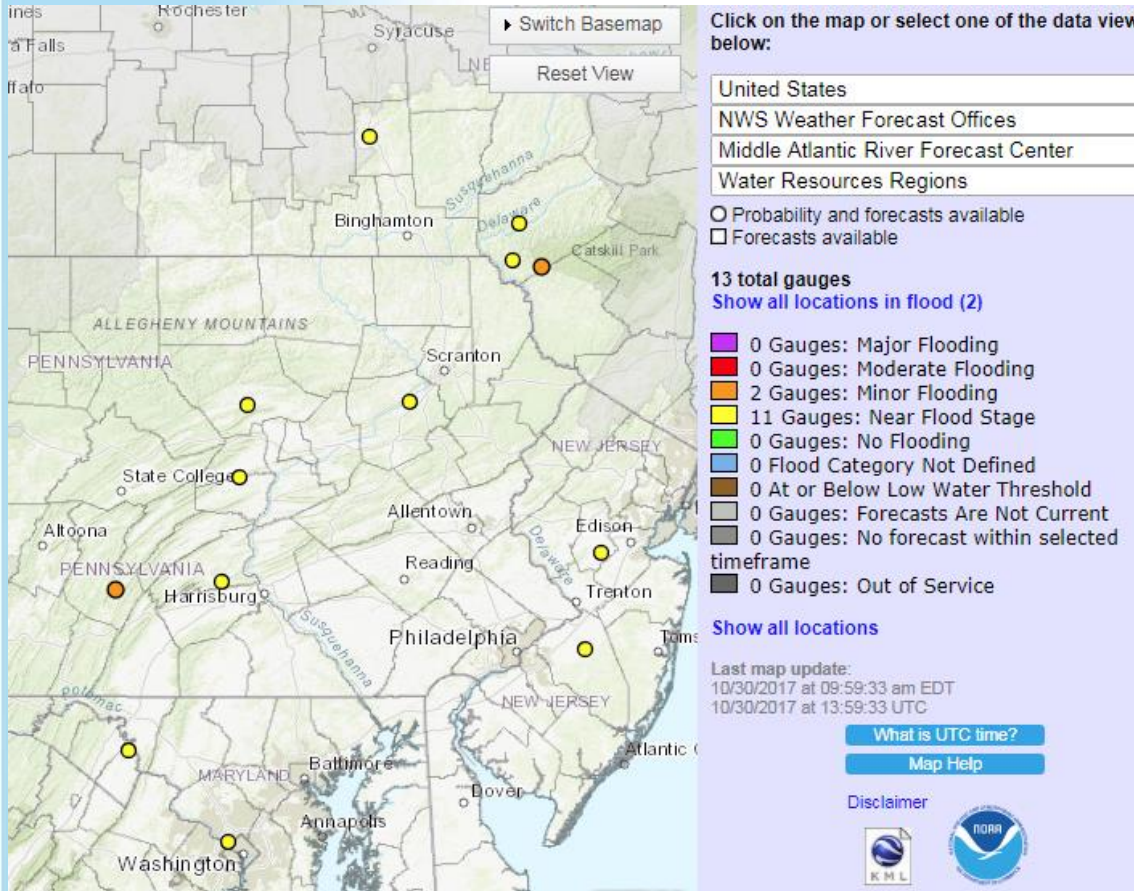 Rochester
Syracuse
Switch Basemap
Reset View
Susquehanna
Binghamton
Delaware
Catskill Park
ALLEGHENY MOUNTAINS
PENNSYLVANIA
Scranton
NEW JERSEY
State College
Allentown
Edison
Altoona
Delaware
Reading
PENNSYLVANIA
Harrisburg
Trenton
Susquehanna
Philadelphia
Toms
NEW JERSEY
potomac
Atlantic
MARYLAND
Baltimore
Dover
Annapolis
Washington
Click on the map or select one of the data view
below:
United States
NWS Weather Forecast Offices
Middle Atlantic River Forecast Center
Water Resources Regions
Probability and forecasts available
Forecasts available
13 total gauges
Show all locations in flood (2)
0 Gauges: Major Flooding
0 Gauges: Moderate Flooding
2 Gauges: Minor Flooding
11 Gauges: Near Flood Stage
0 Gauges: No Flooding
0 Flood Category Not Defined
0 At or Below Low Water Threshold
0 Gauges: Forecasts Are Not Current
0 Gauges: No forecast within selected
timeframe
0 Gauges: Out of Service
Show all locations
Last map update:
10/30/2017 at 09:59:33 am EDT
10/30/2017 at 13:59:33 UTC
What is UTC time?
Map Help
Disclaimer
KML
NOAA